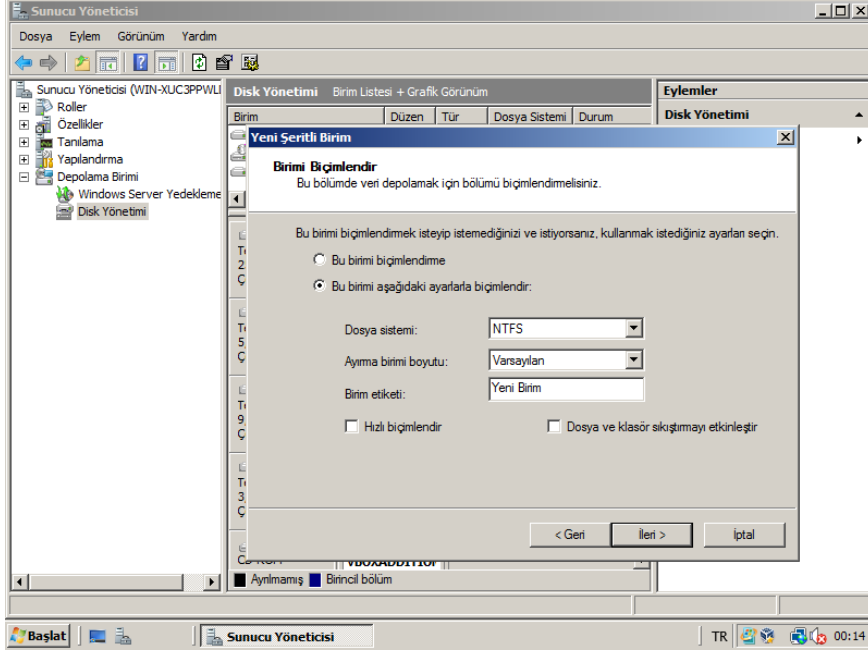 Sunucu Yöneticisi
Dosya Eylem Görünüm Yardım
Sunucu Yöneticisi (WIN-XUC3PPWLI
Roller
Özellikler
Tanılama
Yapılandırma
Depolama Birimi
Windows Server Yedekleme
Disk Yönetimi
Disk Yönetimi Birim Listesi + Grafik Görünüm
Birim Düzen Tür Dosya Sistemi Durum
Eylemler
Disk Yönetimi
Yeni Şeritli Birim
Birimi Biçimlendir
Bu bölümde veri depolamak için bölümü biçimlendirmelisiniz.
Bu birimi biçimlendirmek isteyip istemediğinizi ve istiyorsanız, kullanmak istediğiniz ayarları seçin.
Bu birimi biçimlendirme
Bu birimi aşağıdaki ayarlarla biçimlendir:
Dosya sistemi: NTFS
Ayırma birimi boyutu: Varsayılan
Birim etiketi: Yeni Birim
Hızlı biçimlendir
Dosya ve klasör sıkıştırmayı etkinleştir
< Geri İleri > İptal
Ayrılmamış Birincil bölüm
Başlat
Sunucu Yöneticisi
TR
00:14